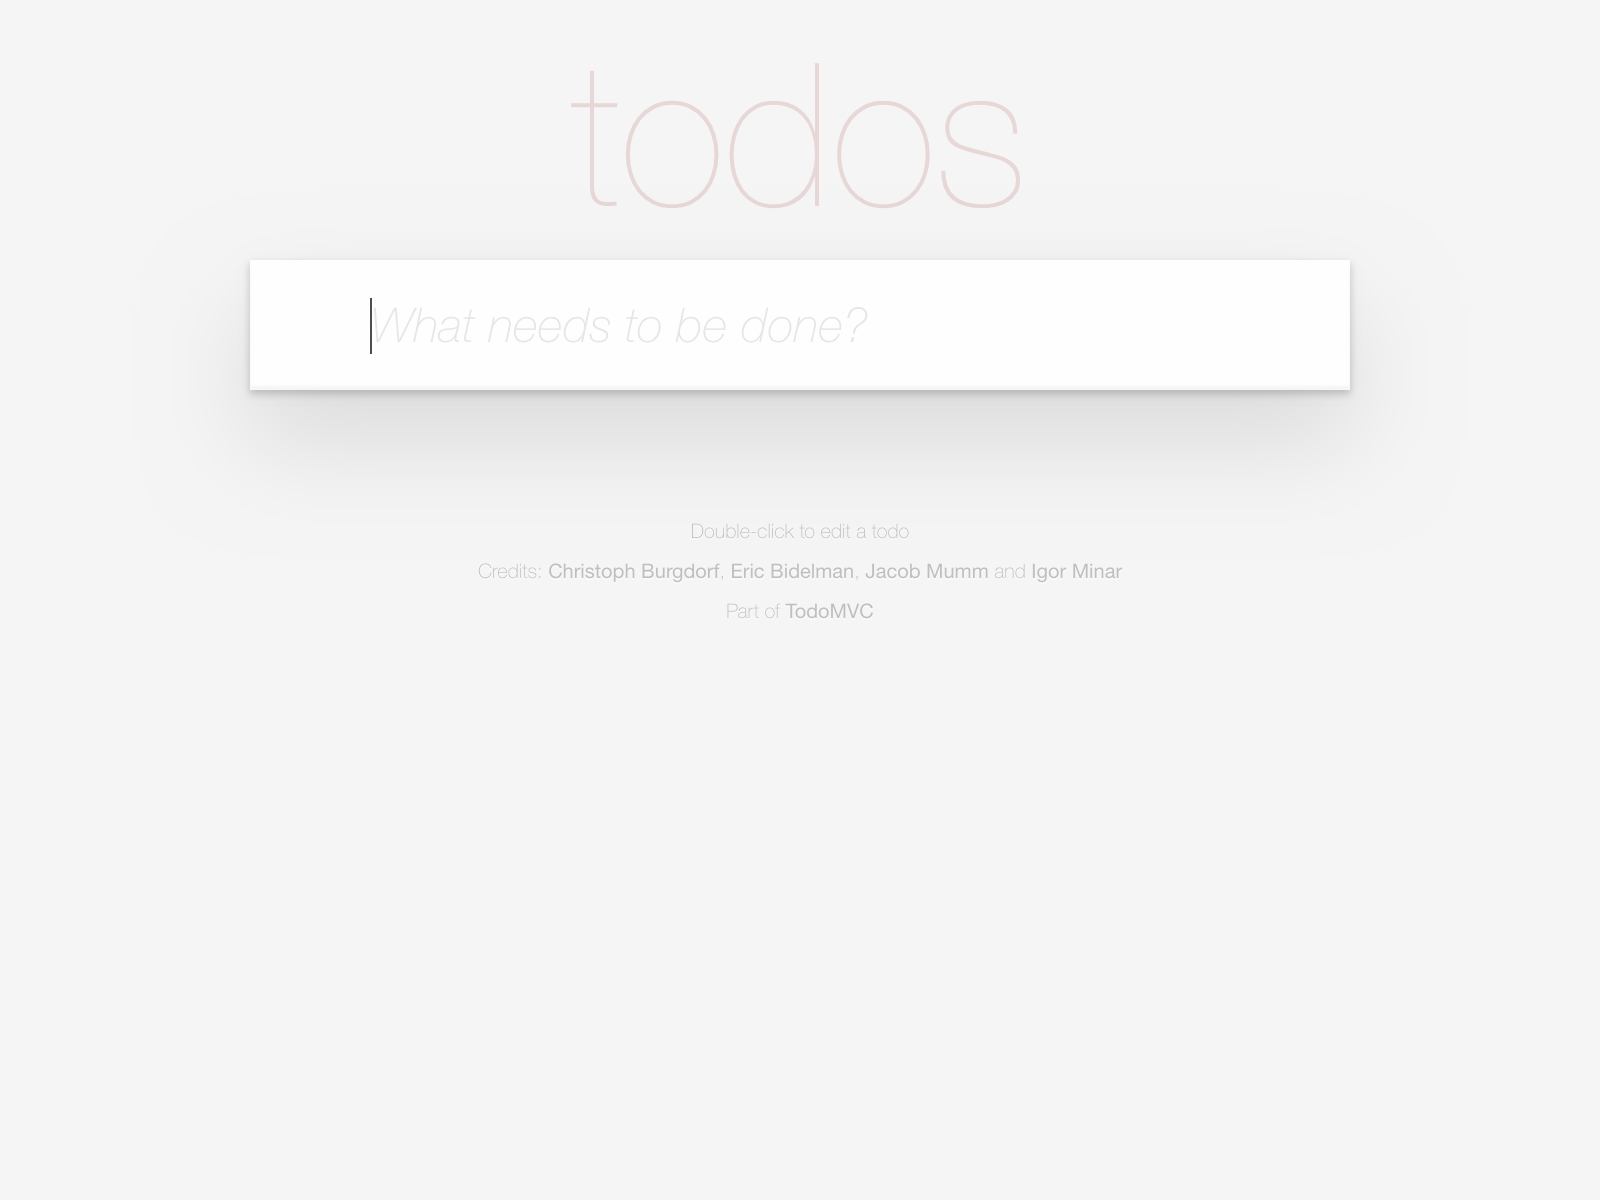 todos
What needs to be done?
Double-click to edit a todo
Credits: Christoph Burgdorf, Eric Bidelman, Jacob Mumm and Igor Minar
Part of TodoMVC